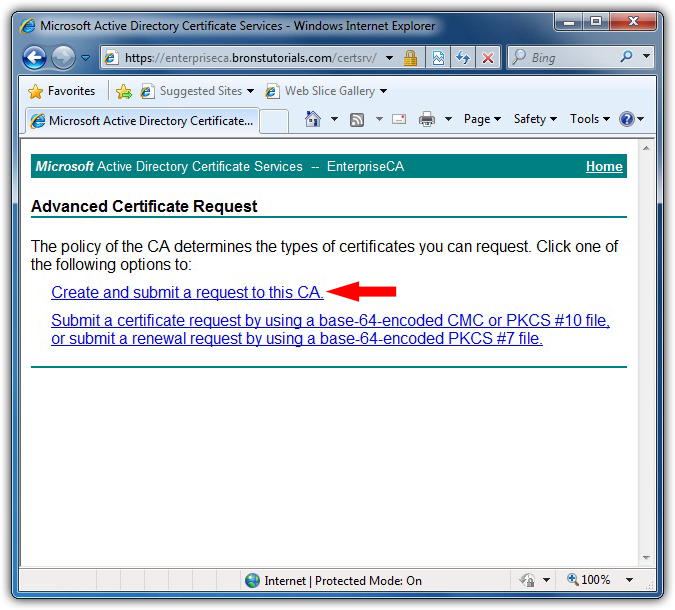 Microsoft Active Directory Certificate Services - Windows Internet Explorer
https://enterpriseca.bronstutorials.com/certsrv/
Bing
Favorites
Suggested Sites
Web Slice Gallery
Microsoft Active Directory Certificate...
Page
Safety
Tools
Microsoft Active Directory Certificate Services -- EnterpriseCA
Home
Advanced Certificate Request
The policy of the CA determines the types of certificates you can request. Click one of
the following options to:
Create and submit a request to this CA.
Submit a certificate request by using a base-64-encoded CMC or PKCS #10 file,
or submit a renewal request by using a base-64-encoded PKCS #7 file.
Internet | Protected Mode: On
100%